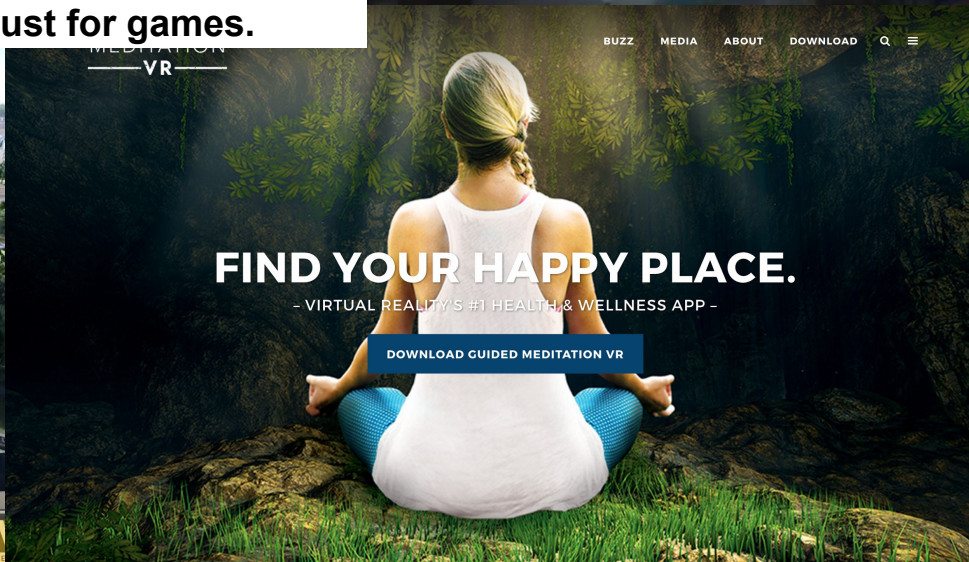 ust for games.
MEDITATION
VR
BUZZ MEDIA ABOUT DOWNLOAD
FIND YOUR HAPPY PLACE.
– VIRTUAL REALITY'S #1 HEALTH & WELLNESS APP –
DOWNLOAD GUIDED MEDITATION VR